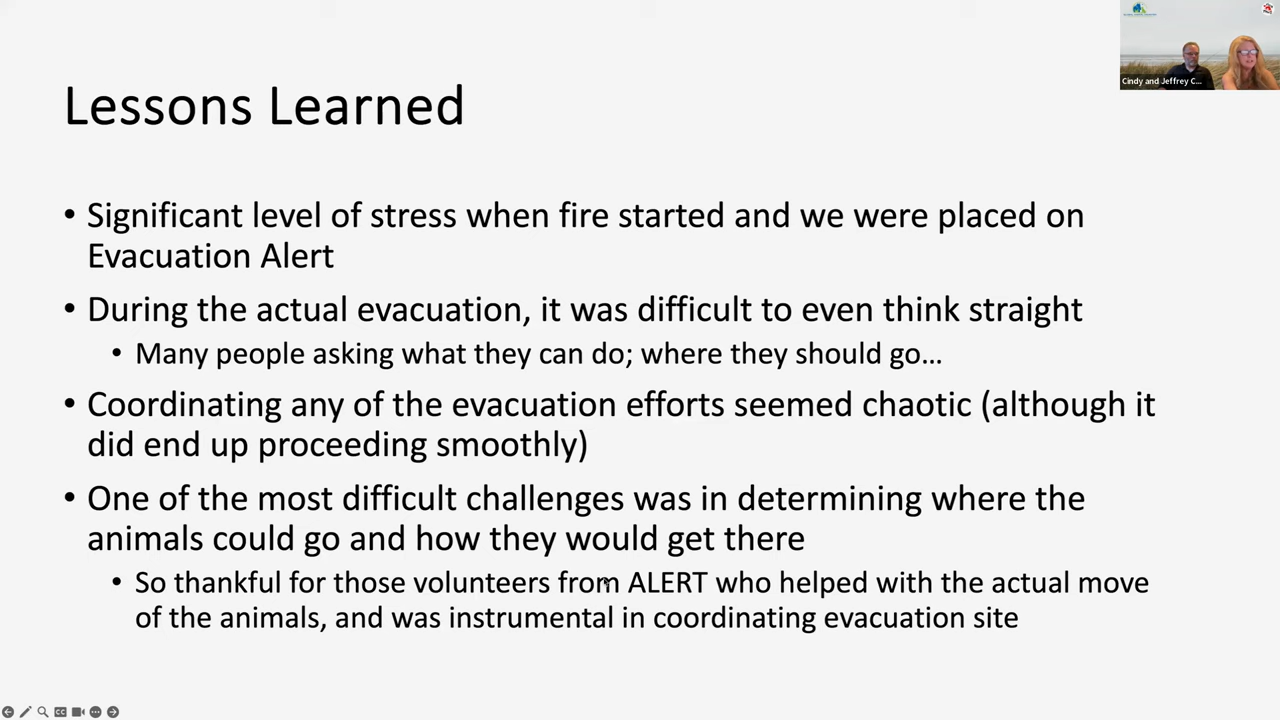 Cindy and Jeffrey C...
Lessons Learned
• Significant level of stress when fire started and we were placed on
Evacuation Alert
• During the actual evacuation, it was difficult to even think straight
• Many people asking what they can do; where they should go…
• Coordinating any of the evacuation efforts seemed chaotic (although it
did end up proceeding smoothly)
• One of the most difficult challenges was in determining where the
animals could go and how they would get there
• So thankful for those volunteers from ALERT who helped with the actual move
of the animals, and was instrumental in coordinating evacuation site